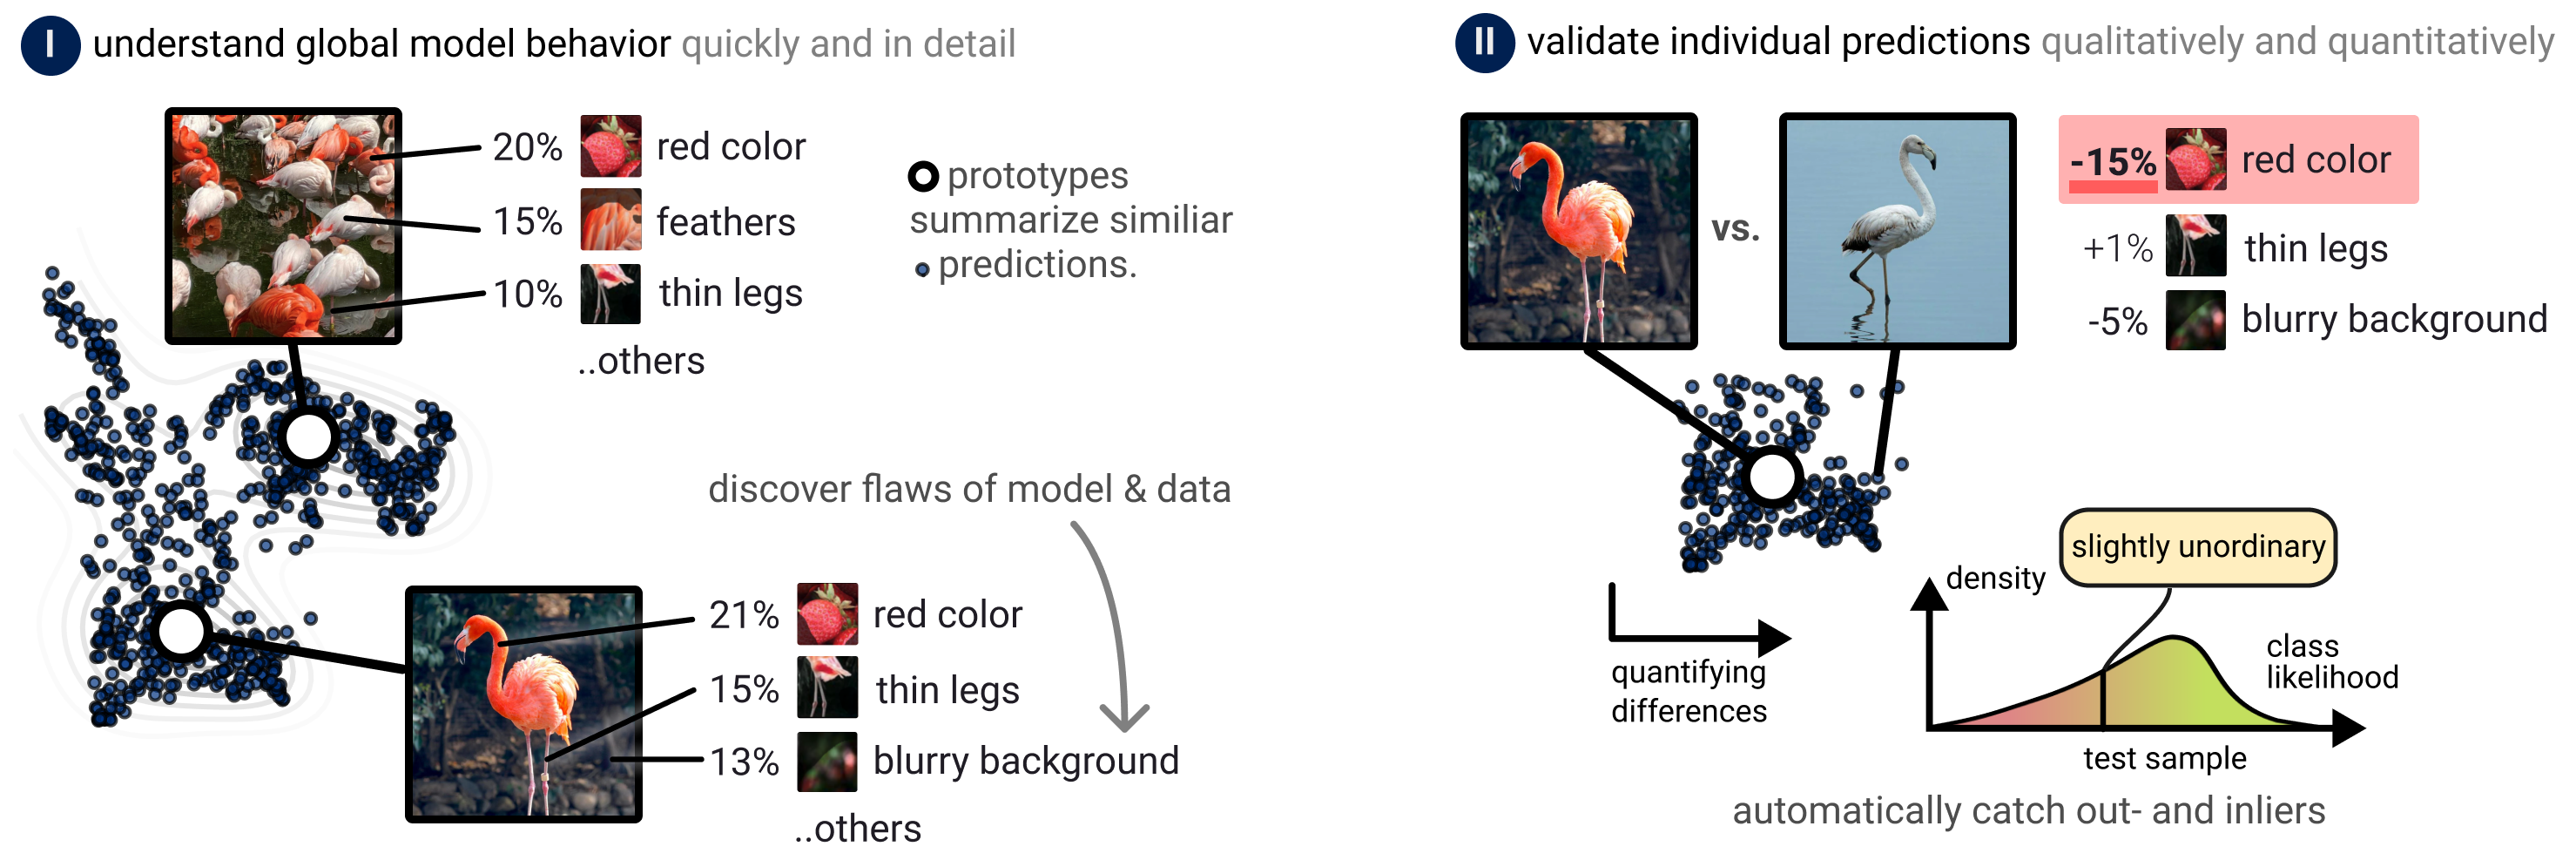 I understand global model behavior quickly and in detail
20% red color
15% feathers
10% thin legs
..others
prototypes
summarize similiar
predictions.
discover flaws of model & data
21% red color
15% thin legs
13% blurry background
..others
II validate individual predictions qualitatively and quantitatively
vs.
-15% red color
+1% thin legs
-5% blurry background
quantifying
differences
slightly unordinary
density
class
likelihood
test sample
automatically catch out- and inliers